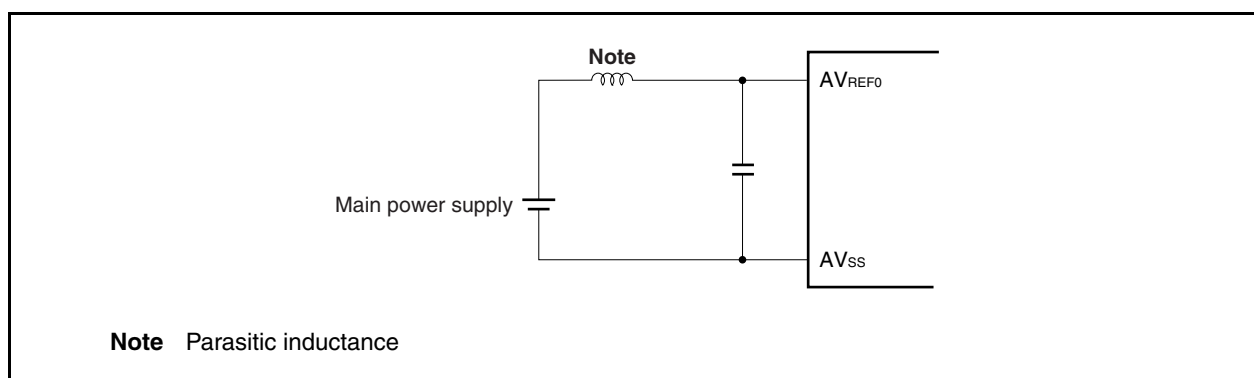 Note
AVREF0
Main power supply
AVSS
Note Parasitic inductance